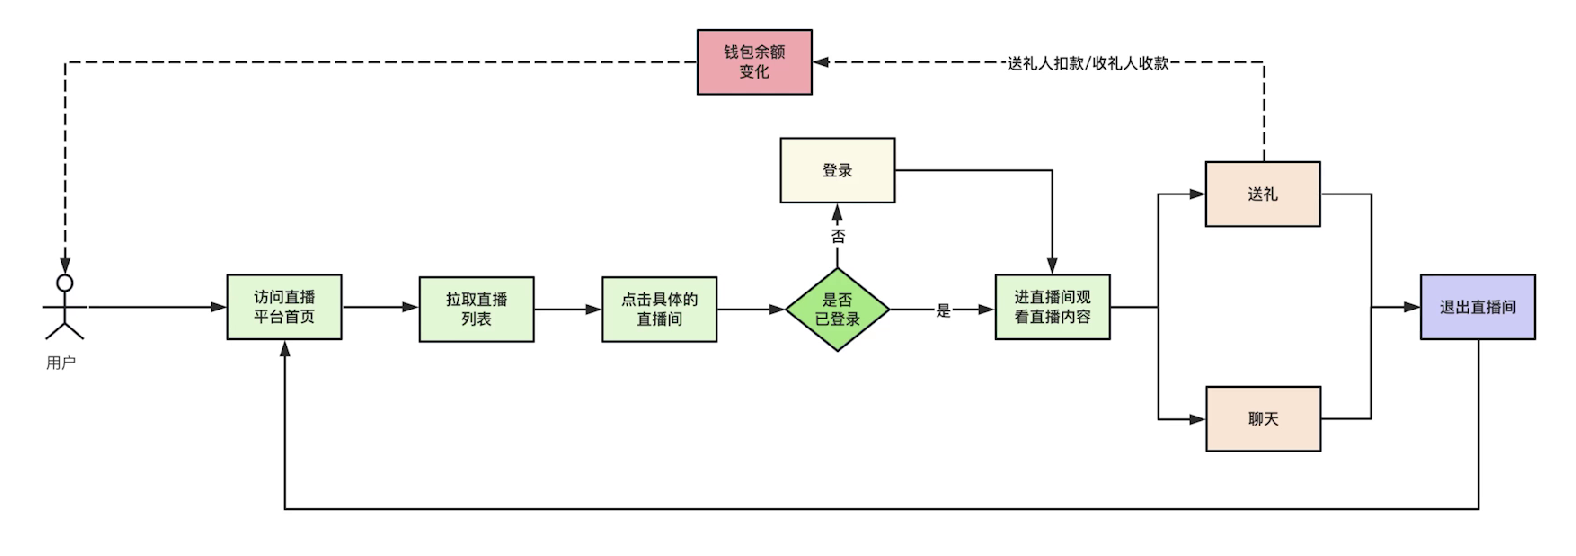 钱包余额
变化
送礼人扣款/收礼人收款
登录
送礼
否
访问直播
平台首页
拉取直播
列表
点击具体的
直播间
是否
已登录
是
进直播间观
看直播内容
退出直播间
用户
聊天